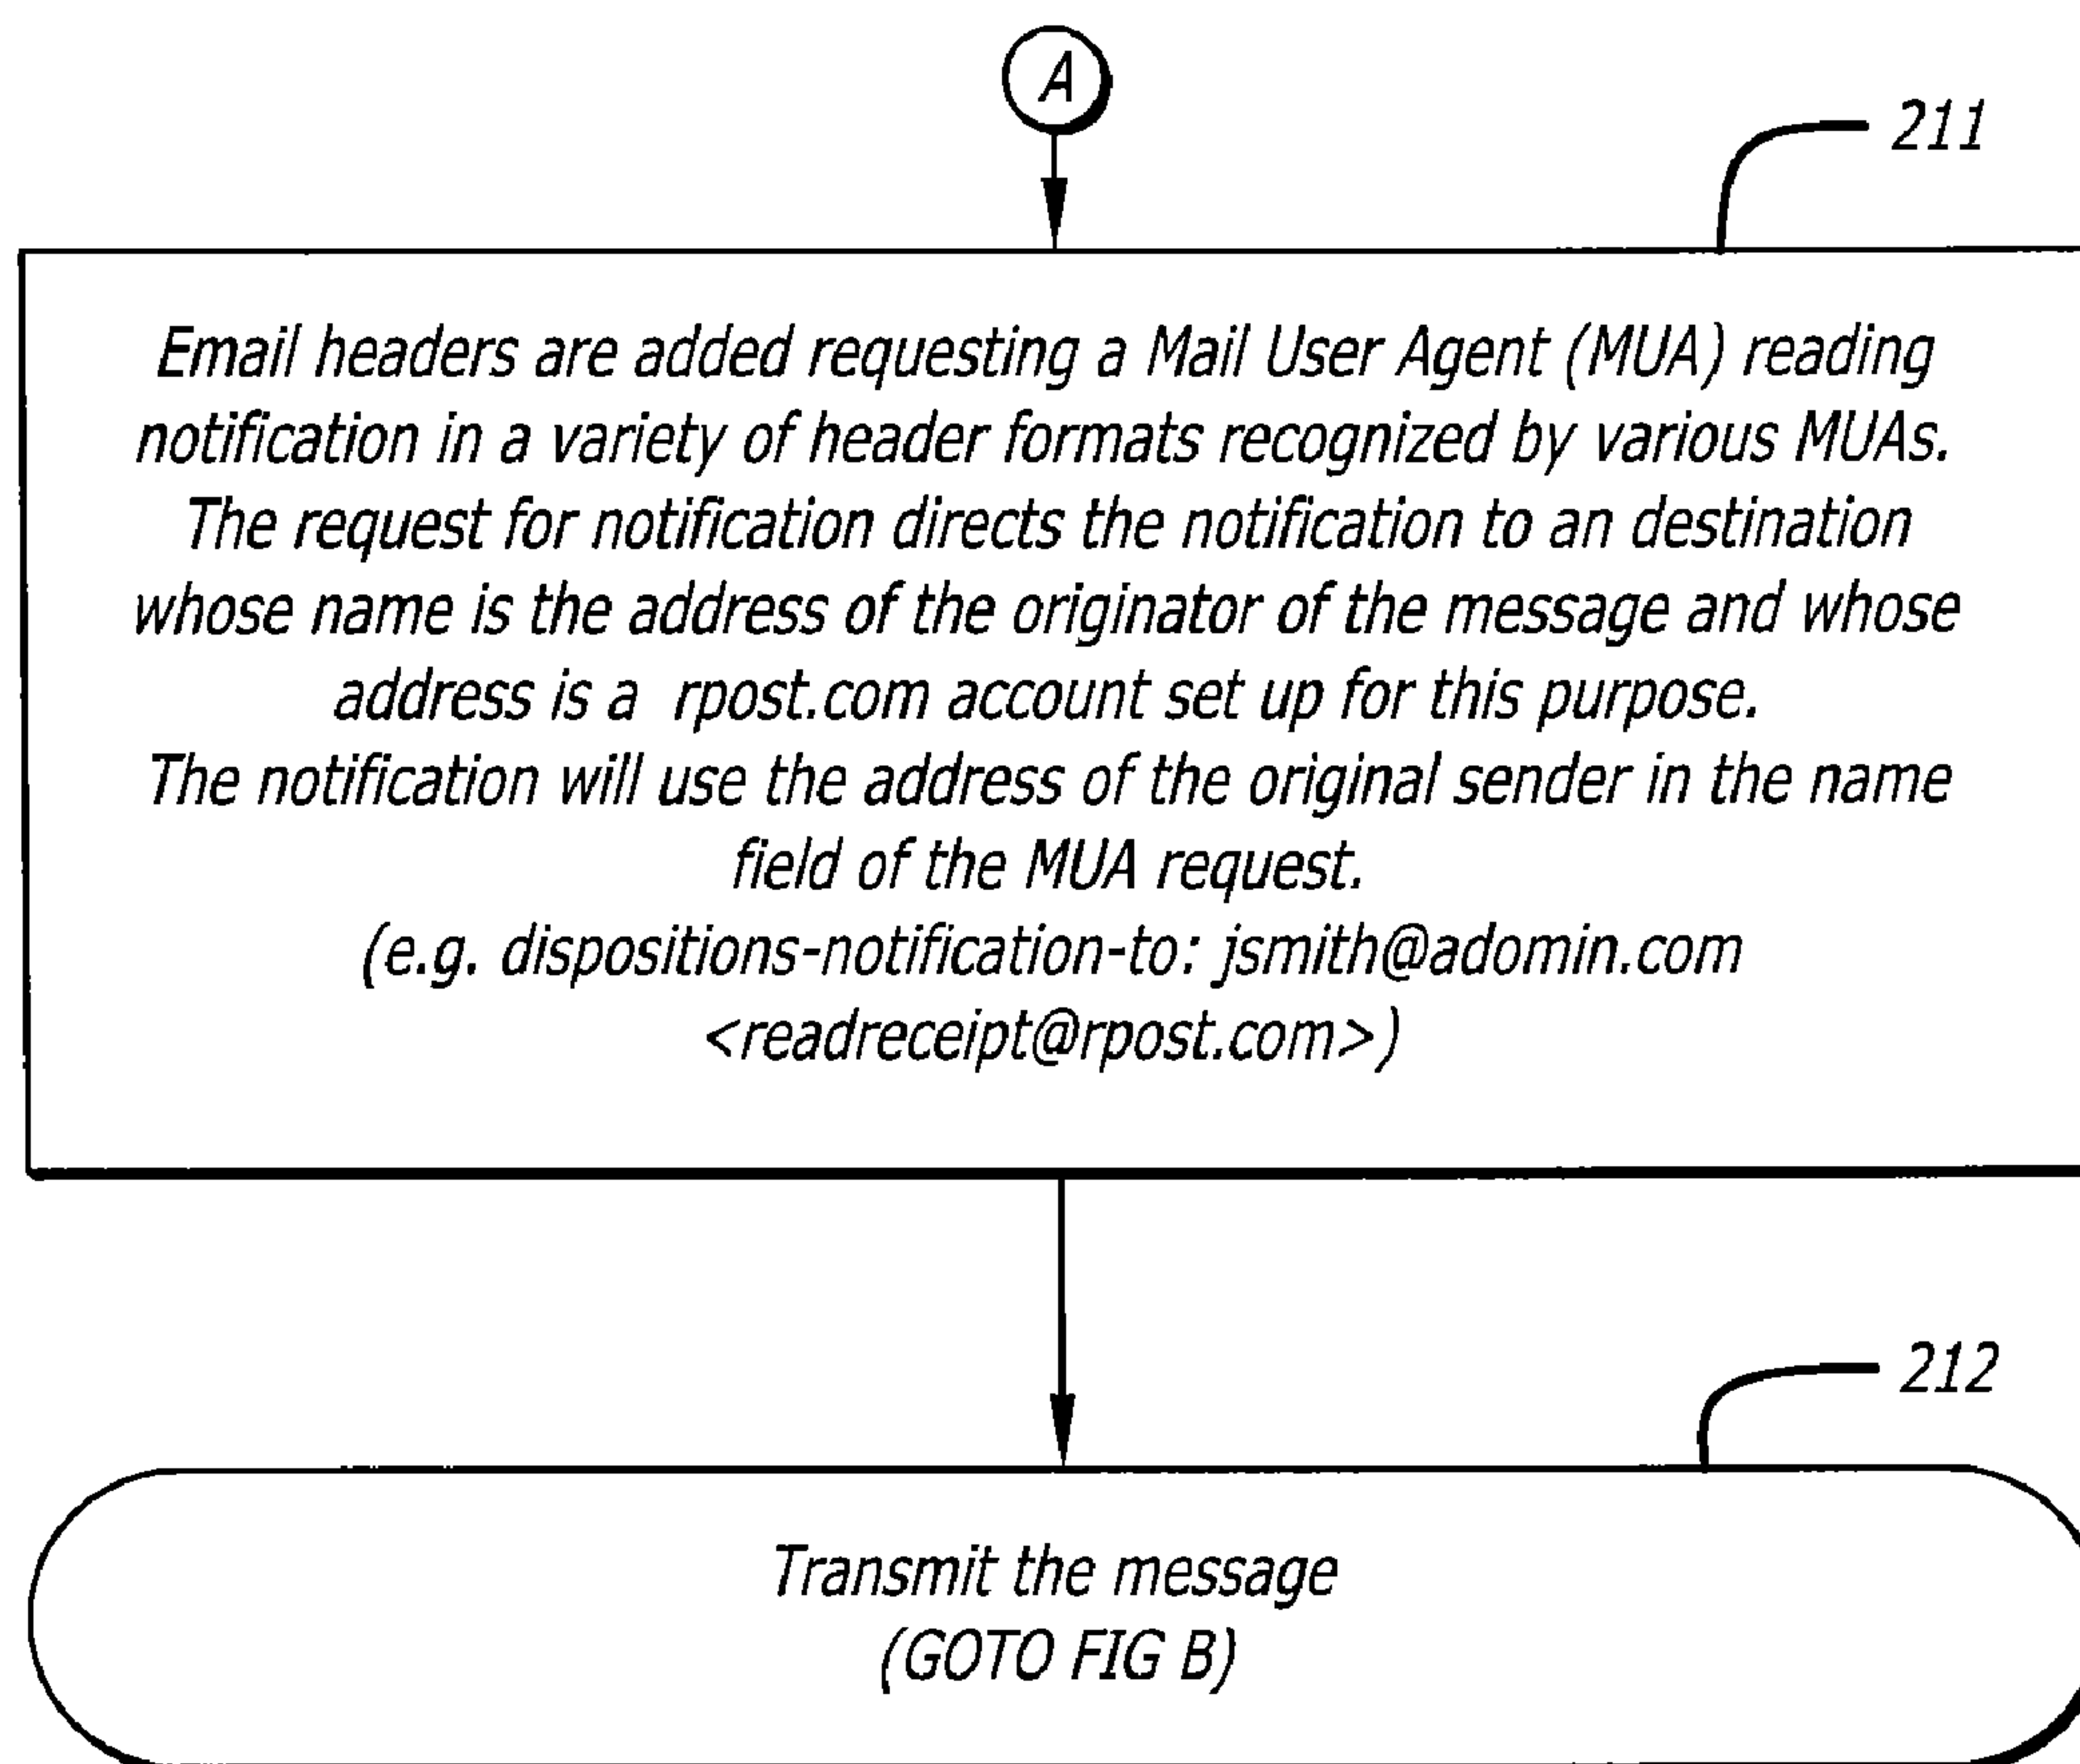 A
211
Email headers are added requesting a Mail User Agent (MUA) reading
notification in a variety of header formats recognized by various MUAs.
The request for notification directs the notification to an destination
whose name is the address of the originator of the message and whose
address is a rpost.com account set up for this purpose.
The notification will use the address of the original sender in the name
field of the MUA request.
(e.g. dispositions-notification-to: jsmith@adomin.com
<readreceipt@rpost.com>)
212
Transmit the message
(GOTO FIG B)